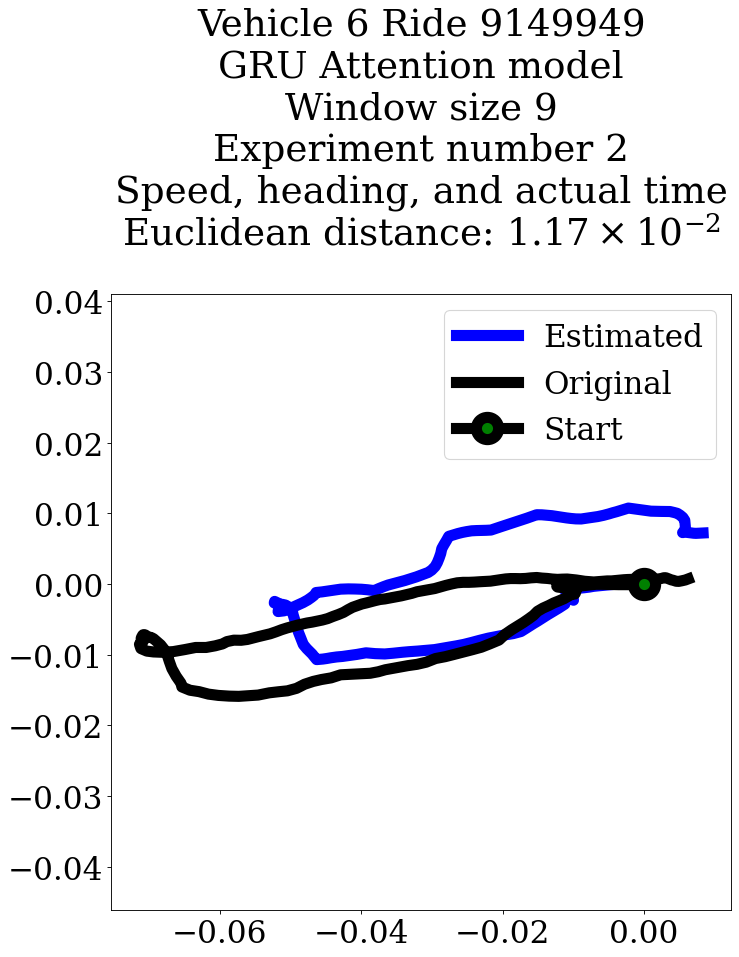 Vehicle 6 Ride 9149949
GRU Attention model
Window size 9
Experiment number 2
Speed, heading, and actual time
Euclidean distance: 1.17 × 10⁻²
Estimated
Original
Start
0.04
0.03
0.02
0.01
0.00
−0.01
−0.02
−0.03
−0.04
−0.06 −0.04 −0.02 0.00